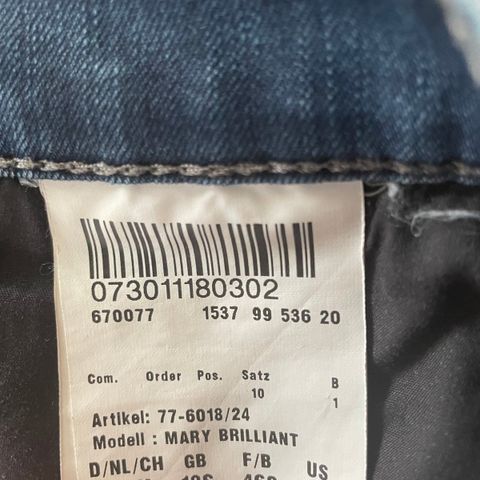 073011180302
670077 1537 99 536 20
Com. Order Pos. Satz B
10 1
Artikel: 77-6018/24
Modell : MARY BRILLIANT
D/NL/CH GB F/B US